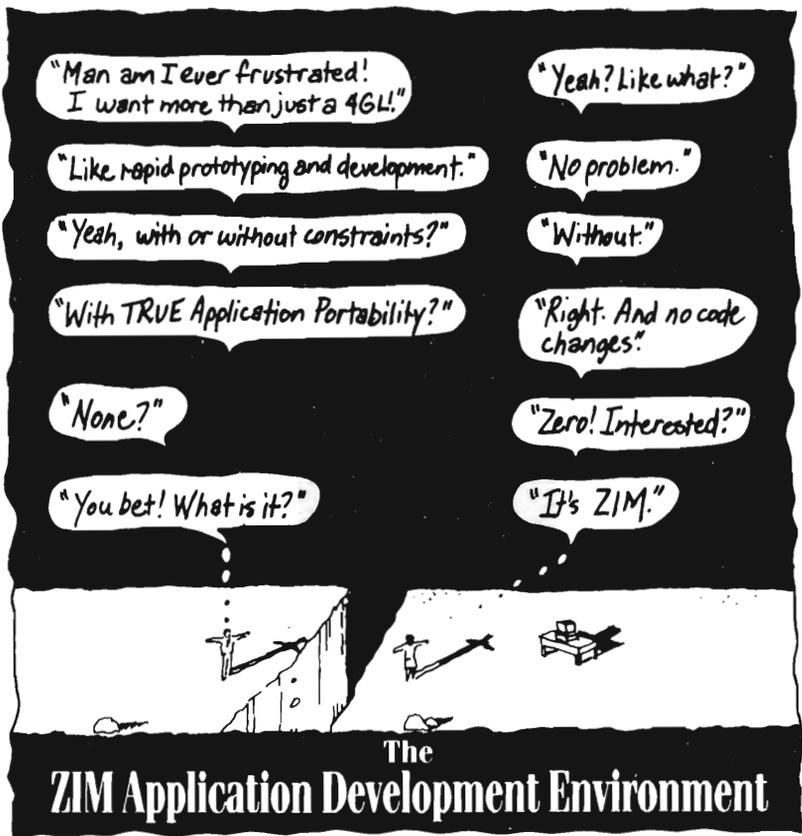 "Man am I ever frustrated!
I want more than just a 4GL!"
"Yeah? Like what?"
"Like rapid prototyping and development."
"No problem."
"Yeah, with or without constraints?"
"Without."
"With TRUE Application Portability?"
"Right. And no code
changes".
"None?"
"Zero! Interested?"
"You bet! What is it?"
"It's ZIM."
The
ZIM Application Development Environment